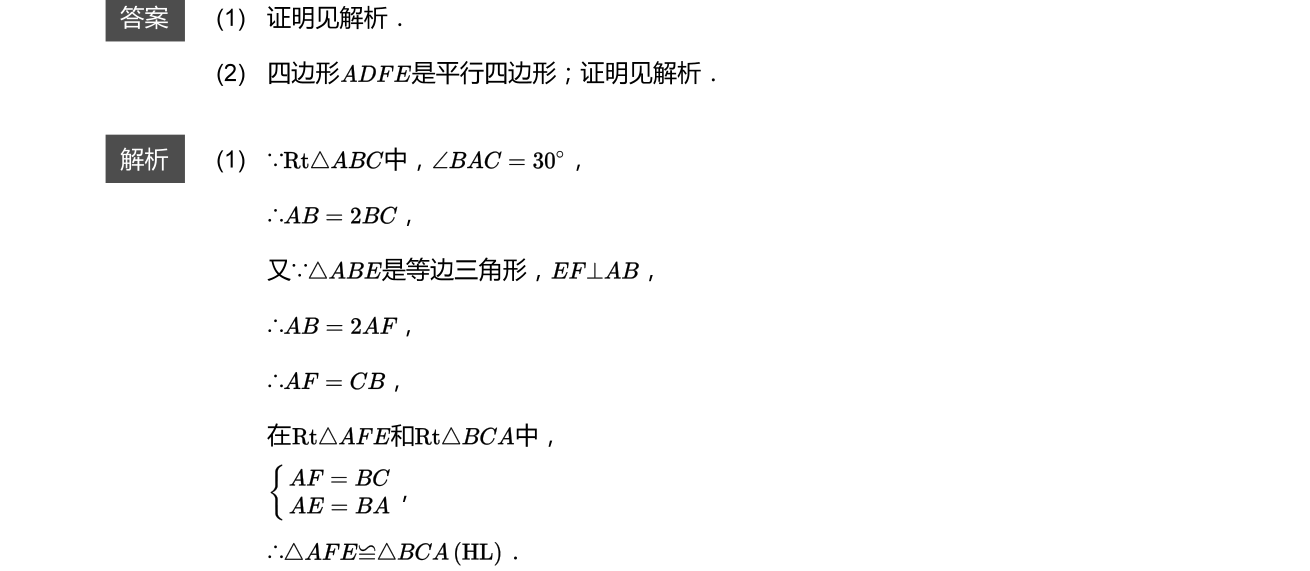 答案 (1) 证明见解析．
(2) 四边形ADFE是平行四边形；证明见解析．
解析 (1) ∵Rt△ABC中，∠BAC = 30°，
∴AB = 2BC，
又∵△ABE是等边三角形，EF⊥AB，
∴AB = 2AF，
∴AF = CB，
在Rt△AFE和Rt△BCA中，
{ AF = BC
AE = BA ，
∴△AFE≌△BCA(HL)．